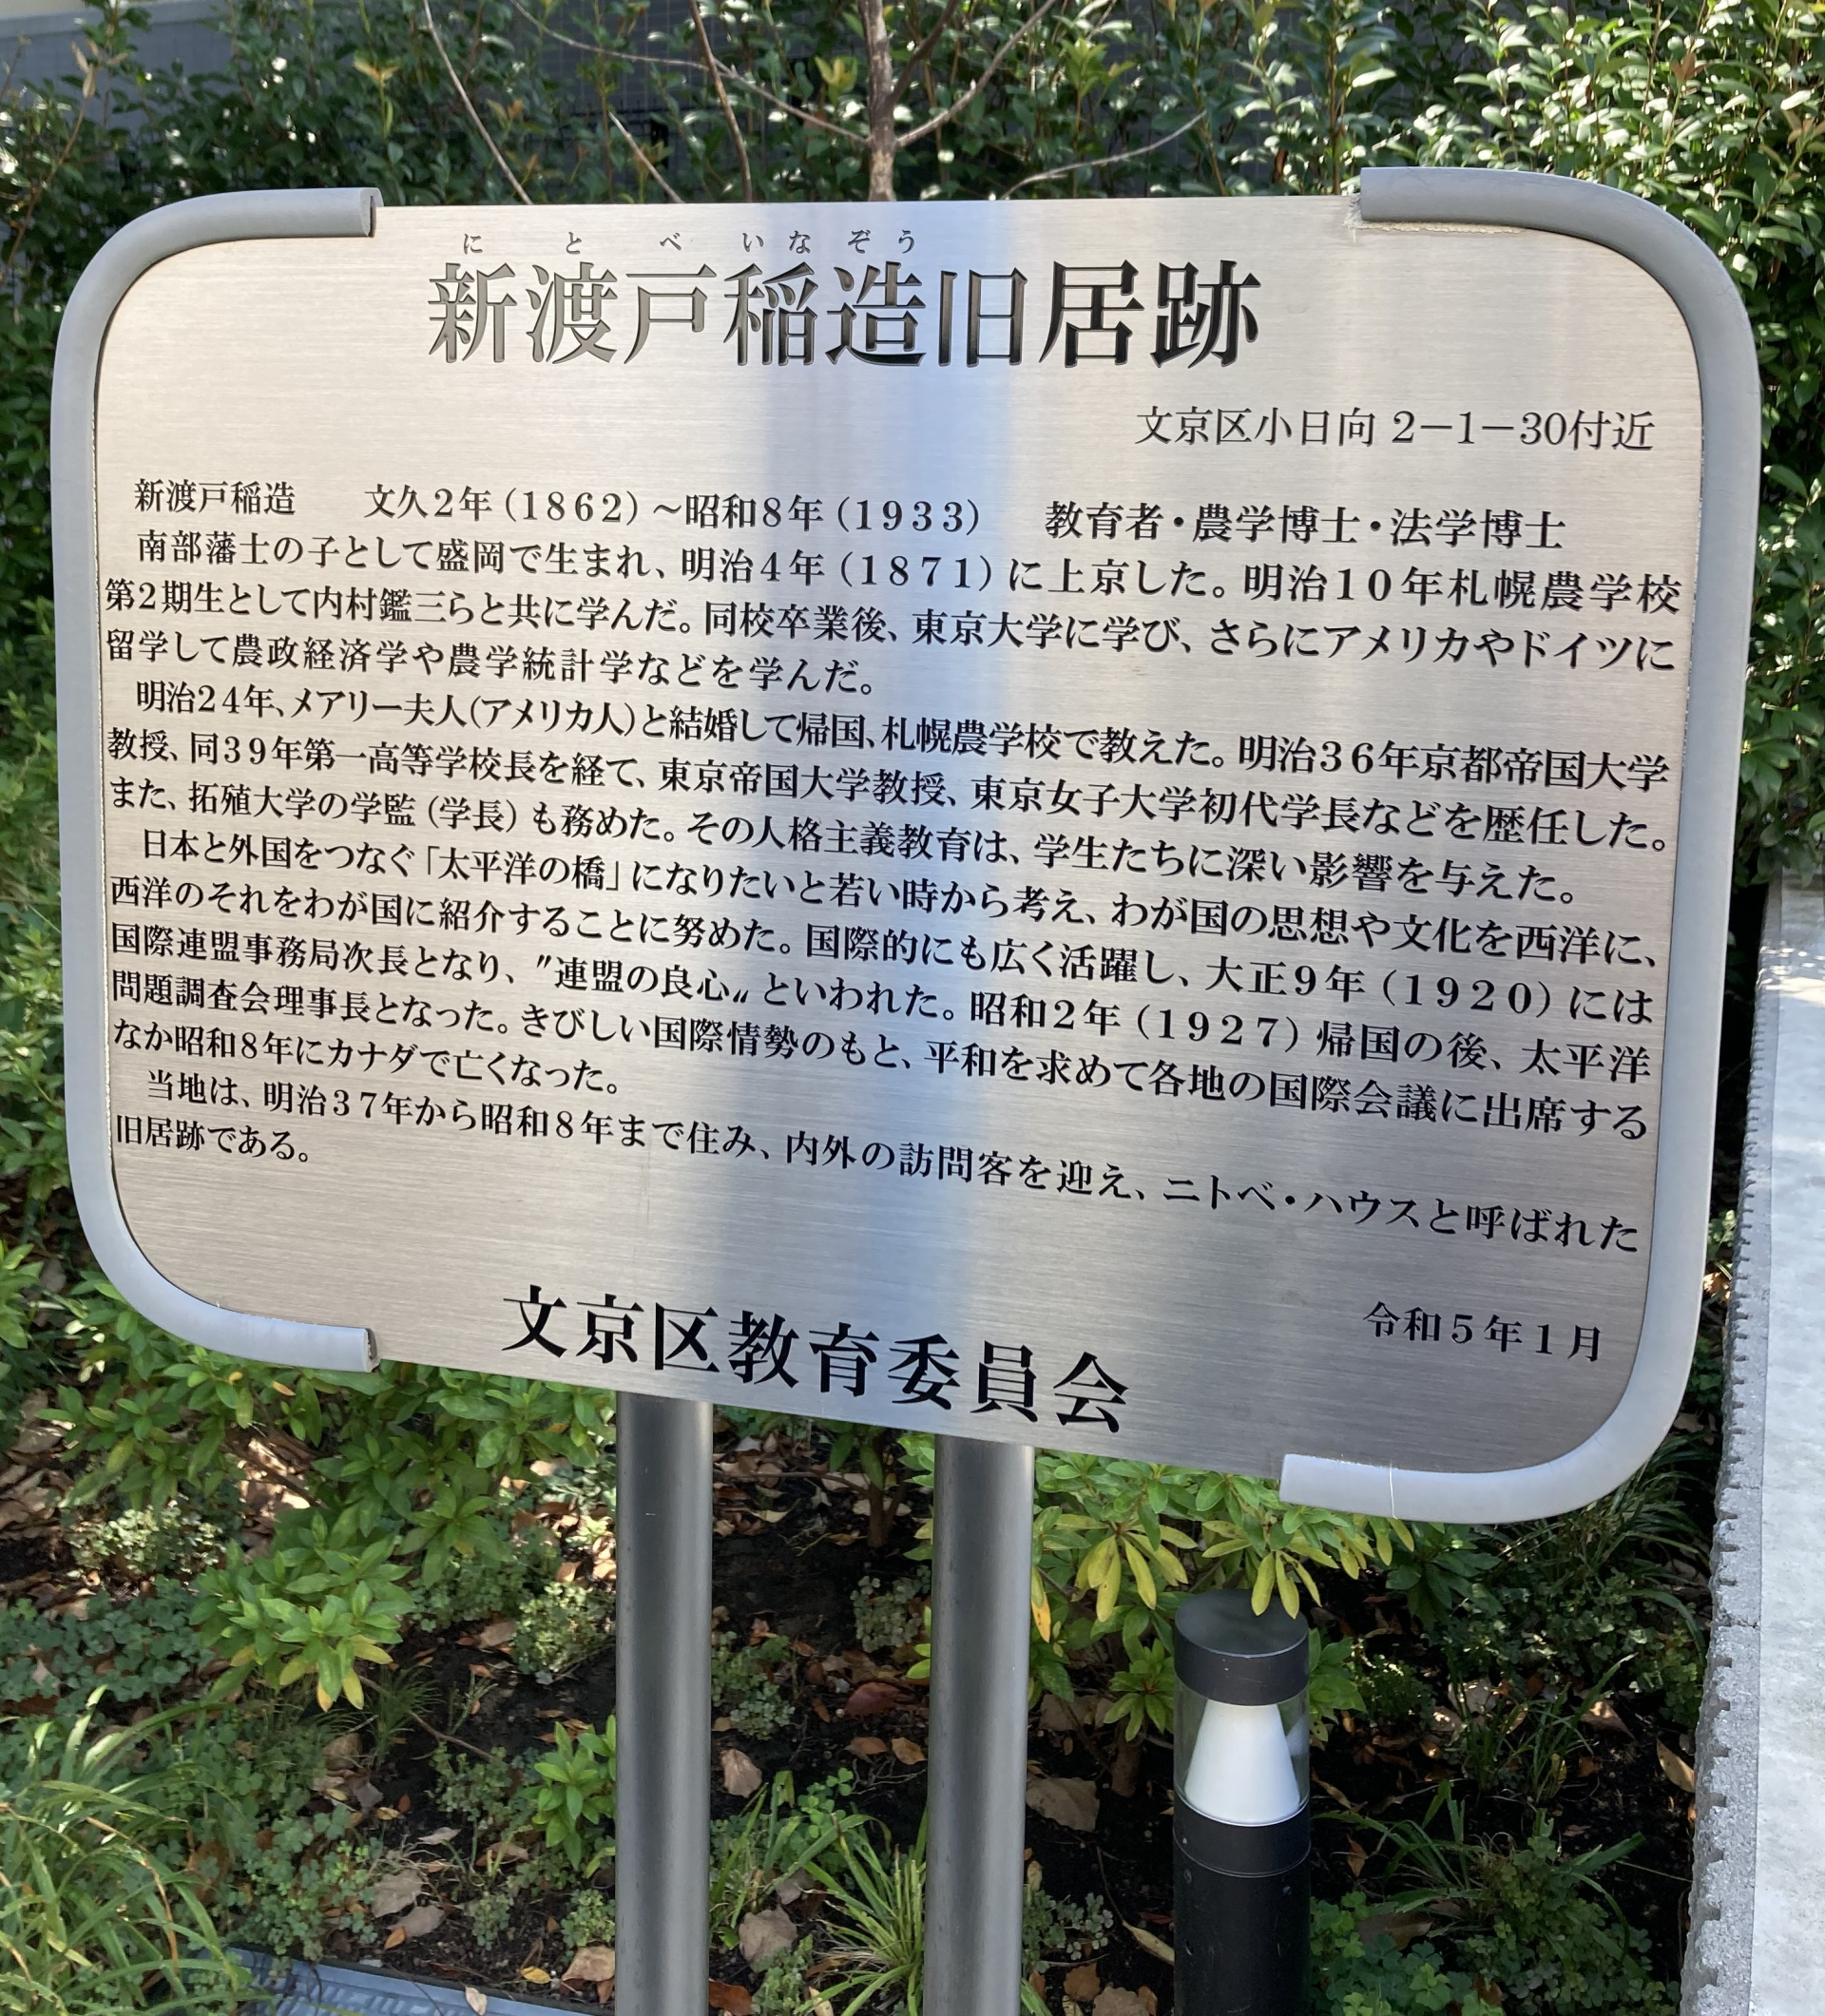 にとべいなぞう
新渡戸稲造旧居跡
文京区小日向 2－1－30付近
新渡戸稲造　　文久2年(1862)～昭和8年(1933)　教育者・農学博士・法学博士
南部藩士の子として盛岡で生まれ、明治4年(1871)に上京した。明治10年札幌農学校
第2期生として内村鑑三らと共に学んだ。同校卒業後、東京大学に学び、さらにアメリカやドイツに
留学して農政経済学や農学統計学などを学んだ。
明治24年、メアリー夫人(アメリカ人)と結婚して帰国、札幌農学校で教えた。明治36年京都帝国大学
教授、同39年第一高等学校長を経て、東京帝国大学教授、東京女子大学初代学長などを歴任した。
また、拓殖大学の学監(学長)も務めた。その人格主義教育は、学生たちに深い影響を与えた。
日本と外国をつなぐ「太平洋の橋」になりたいと若い時から考え、わが国の思想や文化を西洋に、
西洋のそれをわが国に紹介することに努めた。国際的にも広く活躍し、大正9年(1920)には
国際連盟事務局次長となり、〝連盟の良心〟といわれた。昭和2年(1927)帰国の後、太平洋
問題調査会理事長となった。きびしい国際情勢のもと、平和を求めて各地の国際会議に出席する
なか昭和8年にカナダで亡くなった。
当地は、明治37年から昭和8年まで住み、内外の訪問客を迎え、ニトベ・ハウスと呼ばれた
旧居跡である。
令和5年1月
文京区教育委員会